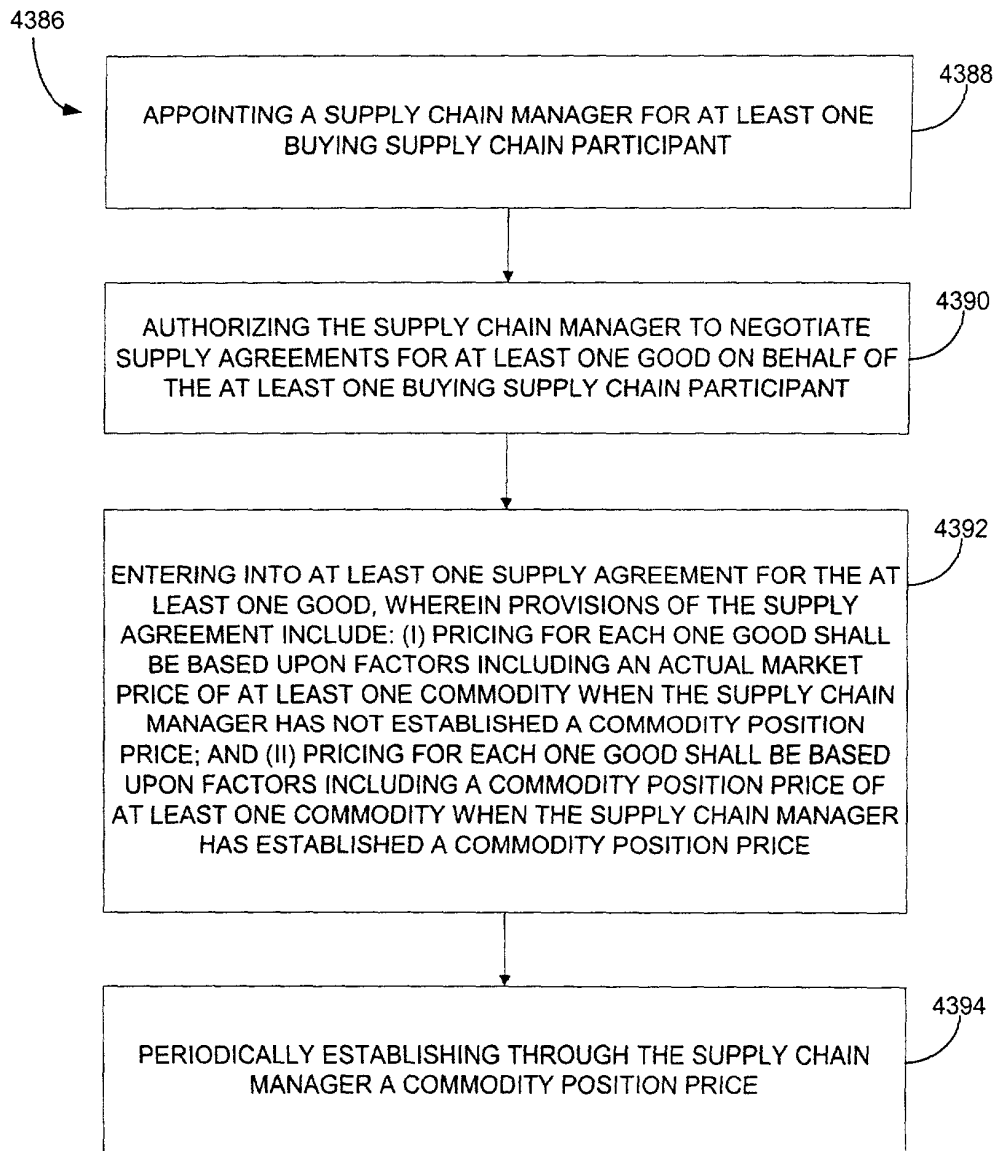 4386
4388
APPOINTING A SUPPLY CHAIN MANAGER FOR AT LEAST ONE
BUYING SUPPLY CHAIN PARTICIPANT
4390
AUTHORIZING THE SUPPLY CHAIN MANAGER TO NEGOTIATE
SUPPLY AGREEMENTS FOR AT LEAST ONE GOOD ON BEHALF OF
THE AT LEAST ONE BUYING SUPPLY CHAIN PARTICIPANT
4392
ENTERING INTO AT LEAST ONE SUPPLY AGREEMENT FOR THE AT
LEAST ONE GOOD, WHEREIN PROVISIONS OF THE SUPPLY
AGREEMENT INCLUDE: (I) PRICING FOR EACH ONE GOOD SHALL
BE BASED UPON FACTORS INCLUDING AN ACTUAL MARKET
PRICE OF AT LEAST ONE COMMODITY WHEN THE SUPPLY CHAIN
MANAGER HAS NOT ESTABLISHED A COMMODITY POSITION
PRICE; AND (II) PRICING FOR EACH ONE GOOD SHALL BE BASED
UPON FACTORS INCLUDING A COMMODITY POSITION PRICE OF
AT LEAST ONE COMMODITY WHEN THE SUPPLY CHAIN MANAGER
HAS ESTABLISHED A COMMODITY POSITION PRICE
4394
PERIODICALLY ESTABLISHING THROUGH THE SUPPLY CHAIN
MANAGER A COMMODITY POSITION PRICE